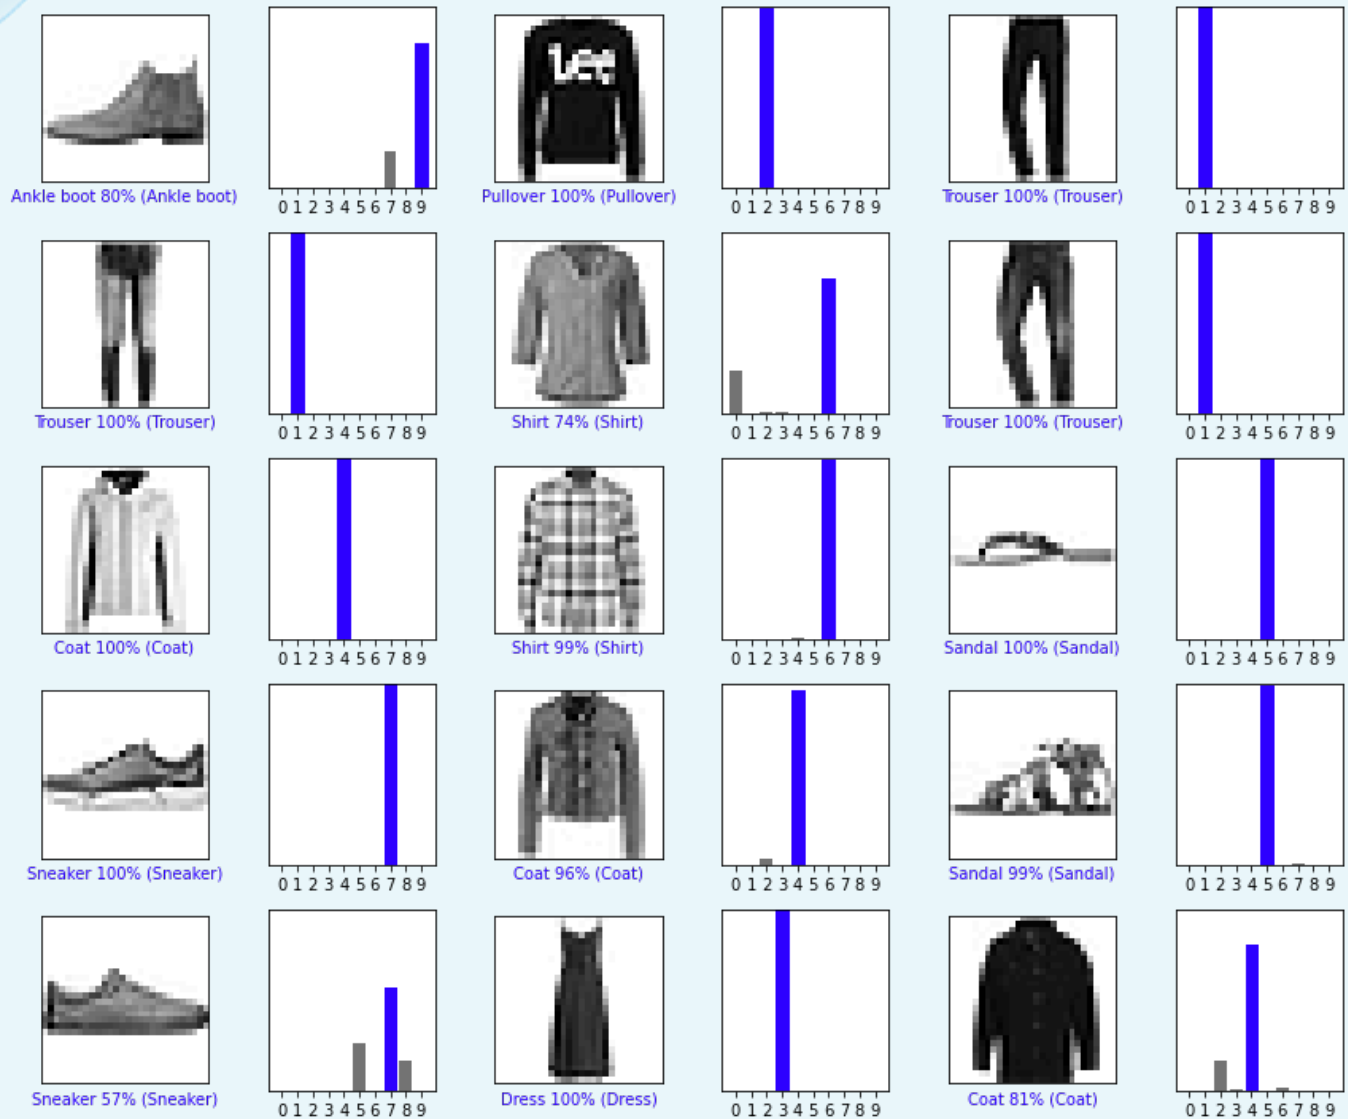 Lee
Ankle boot 80% (Ankle boot)
0 1 2 3 4 5 6 7 8 9
Pullover 100% (Pullover)
0 1 2 3 4 5 6 7 8 9
Trouser 100% (Trouser)
0 1 2 3 4 5 6 7 8 9
Trouser 100% (Trouser)
0 1 2 3 4 5 6 7 8 9
Shirt 74% (Shirt)
0 1 2 3 4 5 6 7 8 9
Trouser 100% (Trouser)
0 1 2 3 4 5 6 7 8 9
Coat 100% (Coat)
0 1 2 3 4 5 6 7 8 9
Shirt 99% (Shirt)
0 1 2 3 4 5 6 7 8 9
Sandal 100% (Sandal)
0 1 2 3 4 5 6 7 8 9
Sneaker 100% (Sneaker)
0 1 2 3 4 5 6 7 8 9
Coat 96% (Coat)
0 1 2 3 4 5 6 7 8 9
Sandal 99% (Sandal)
0 1 2 3 4 5 6 7 8 9
Sneaker 57% (Sneaker)
0 1 2 3 4 5 6 7 8 9
Dress 100% (Dress)
0 1 2 3 4 5 6 7 8 9
Coat 81% (Coat)
0 1 2 3 4 5 6 7 8 9